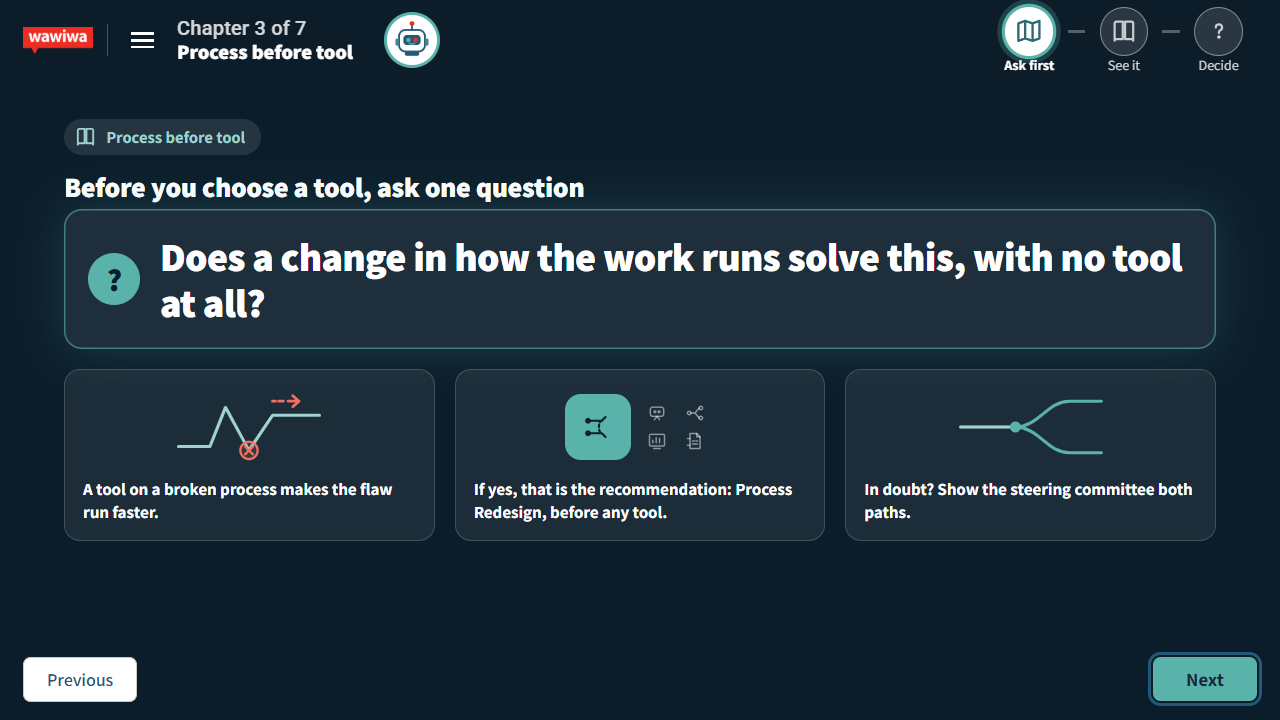 wawiwa
Chapter 3 of 7
Process before tool
Ask first
See it
?
Decide
Process before tool
Before you choose a tool, ask one question
?
Does a change in how the work runs solve this, with no tool
at all?
A tool on a broken process makes the flaw
run faster.
If yes, that is the recommendation: Process
Redesign, before any tool.
In doubt? Show the steering committee both
paths.
Previous
Next